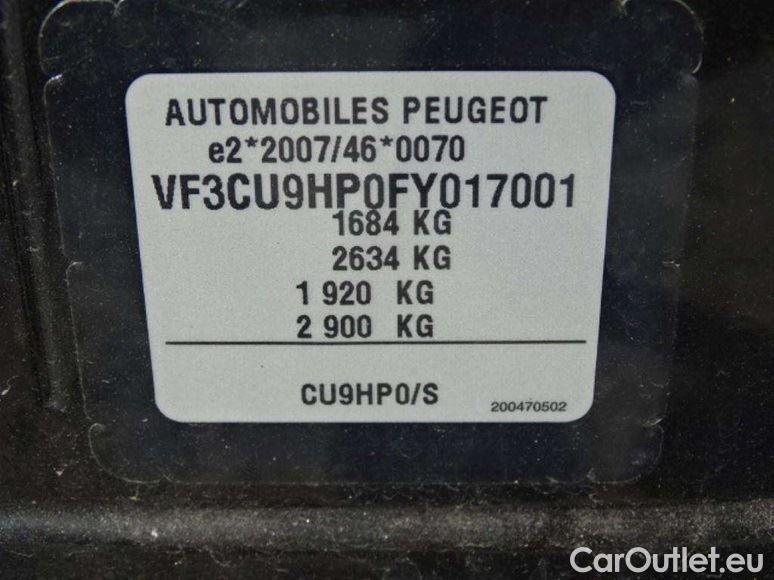 AUTOMOBILES PEUGEOT
e2*2007/46*0070
VF3CU9HP0FY017001
1684 KG
2634 KG
1 920 KG
2 900 KG
CU9HP0/S
200470502
CarOutlet.eu